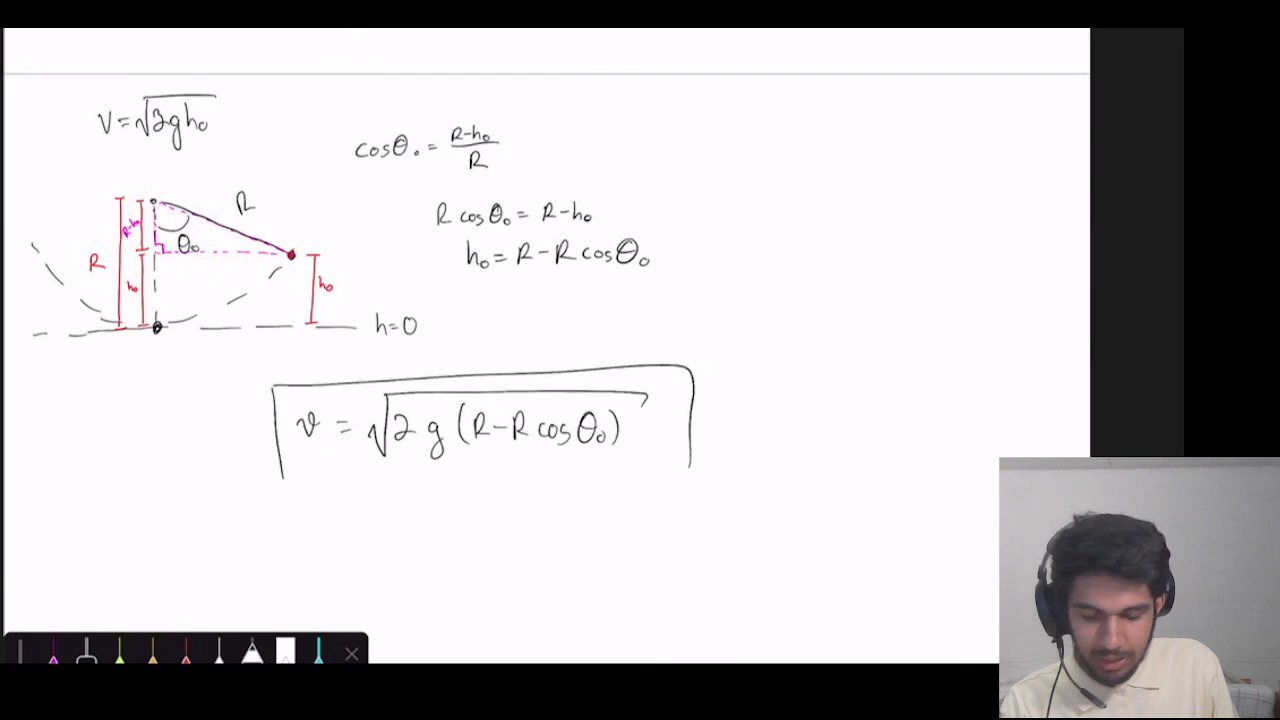 V = √2gh₀
cosθ₀ = R-h₀ / R
R cosθ₀ = R-h₀
h₀ = R-R cosθ₀
R
R-h₀
θ₀
R
h₀
h₀
h=0
v = √2 g (R-R cosθ₀)